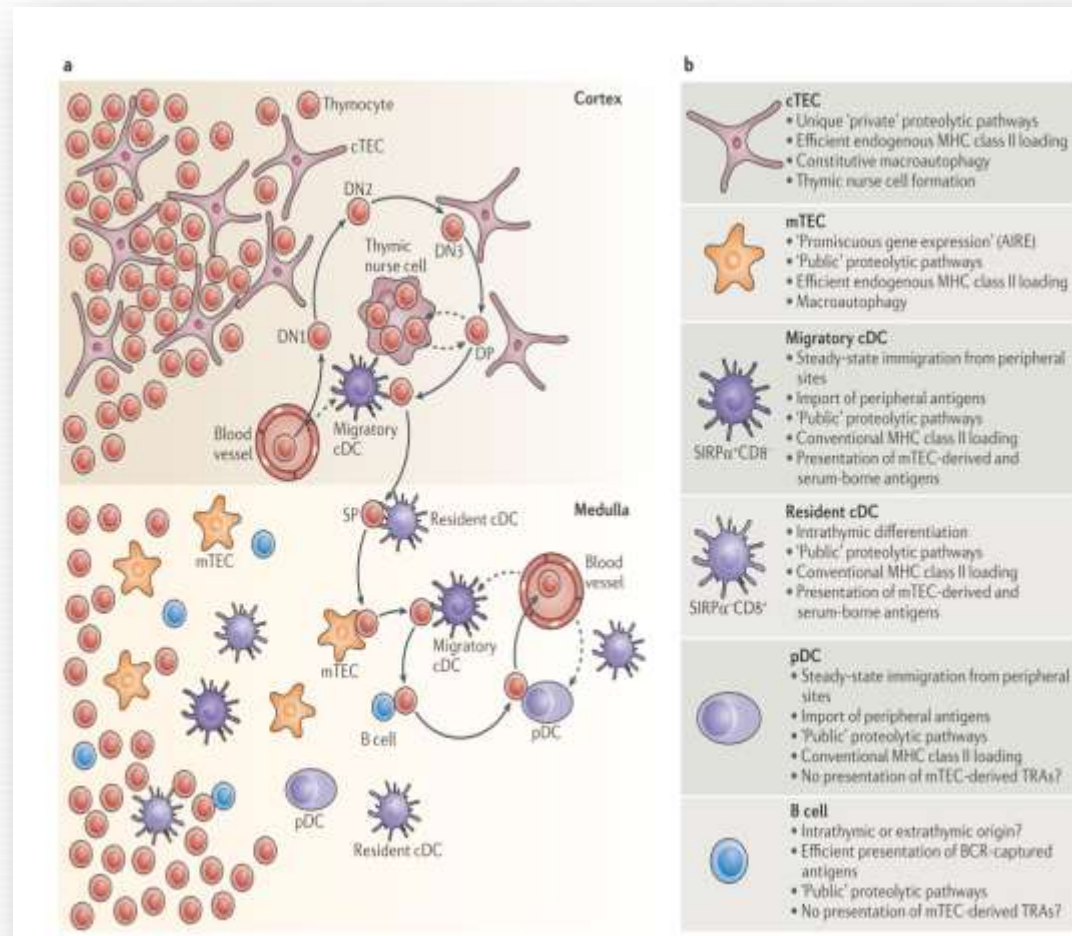 a
Cortex
Thymocyte
cTEC
DN2
DN3
Thymic
nurse cell
DN1
DP
Blood
vessel
Migratory
cDC
Medulla
SP
Resident cDC
mTEC
Blood
vessel
mTEC
Migratory
cDC
B cell
pDC
pDC
Resident cDC
b
cTEC
• Unique 'private' proteolytic pathways
• Efficient endogenous MHC class II loading
• Constitutive macroautophagy
• Thymic nurse cell formation
mTEC
• 'Promiscuous gene expression' (AIRE)
• 'Public' proteolytic pathways
• Efficient endogenous MHC class II loading
• Macroautophagy
Migratory cDC
• Steady-state immigration from peripheral
sites
• Import of peripheral antigens
• 'Public' proteolytic pathways
• Conventional MHC class II loading
• Presentation of mTEC-derived and
serum-borne antigens
SIRPα⁺CD8⁻
Resident cDC
• Intrathymic differentiation
• 'Public' proteolytic pathways
• Conventional MHC class II loading
• Presentation of mTEC-derived and
serum-borne antigens
SIRPα⁻CD8⁺
pDC
• Steady-state immigration from peripheral
sites
• Import of peripheral antigens
• 'Public' proteolytic pathways
• Conventional MHC class II loading
• No presentation of mTEC-derived TRAs?
B cell
• Intrathymic or extrathymic origin?
• Efficient presentation of BCR-captured
antigens
• 'Public' proteolytic pathways
• No presentation of mTEC-derived TRAs?